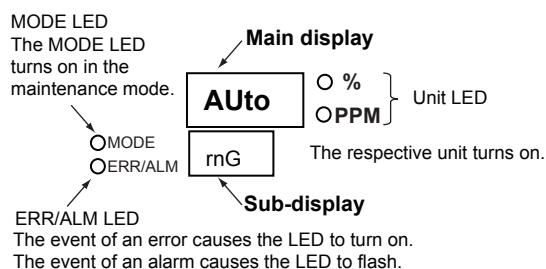 MODE LED
The MODE LED
turns on in the
maintenance mode.
Main display
AUto
%
PPM
Unit LED
The respective unit turns on.
MODE
ERR/ALM
rnG
Sub-display
ERR/ALM LED
The event of an error causes the LED to turn on.
The event of an alarm causes the LED to flash.